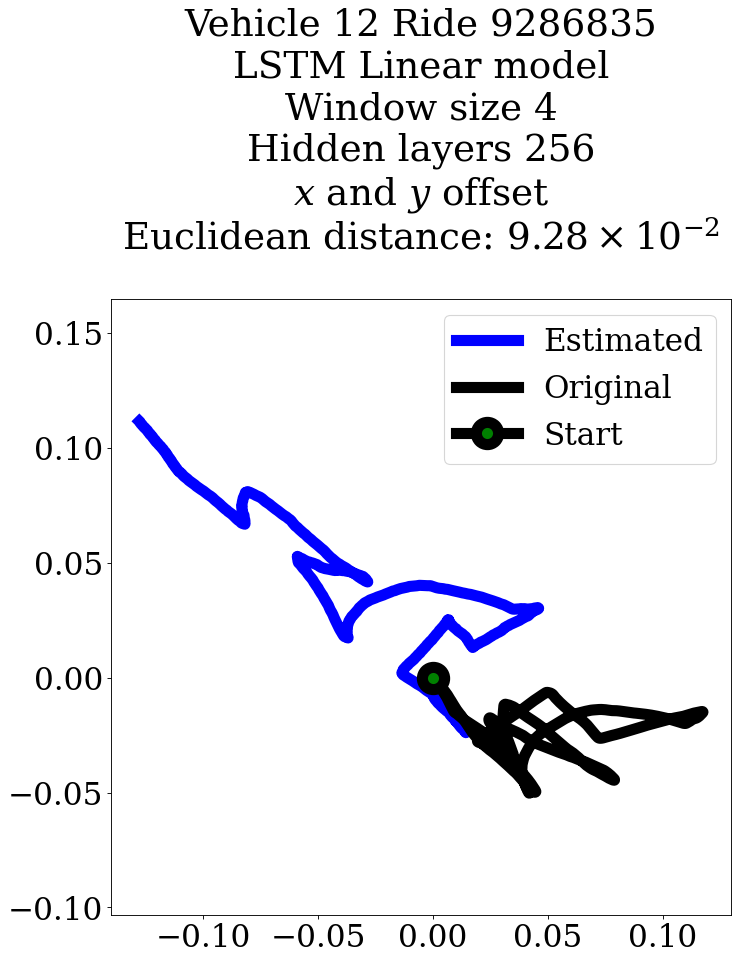 Vehicle 12 Ride 9286835
LSTM Linear model
Window size 4
Hidden layers 256
x and y offset
Euclidean distance: 9.28 × 10⁻²
Estimated
Original
Start
0.15
0.10
0.05
0.00
−0.05
−0.10
−0.10 −0.05 0.00 0.05 0.10